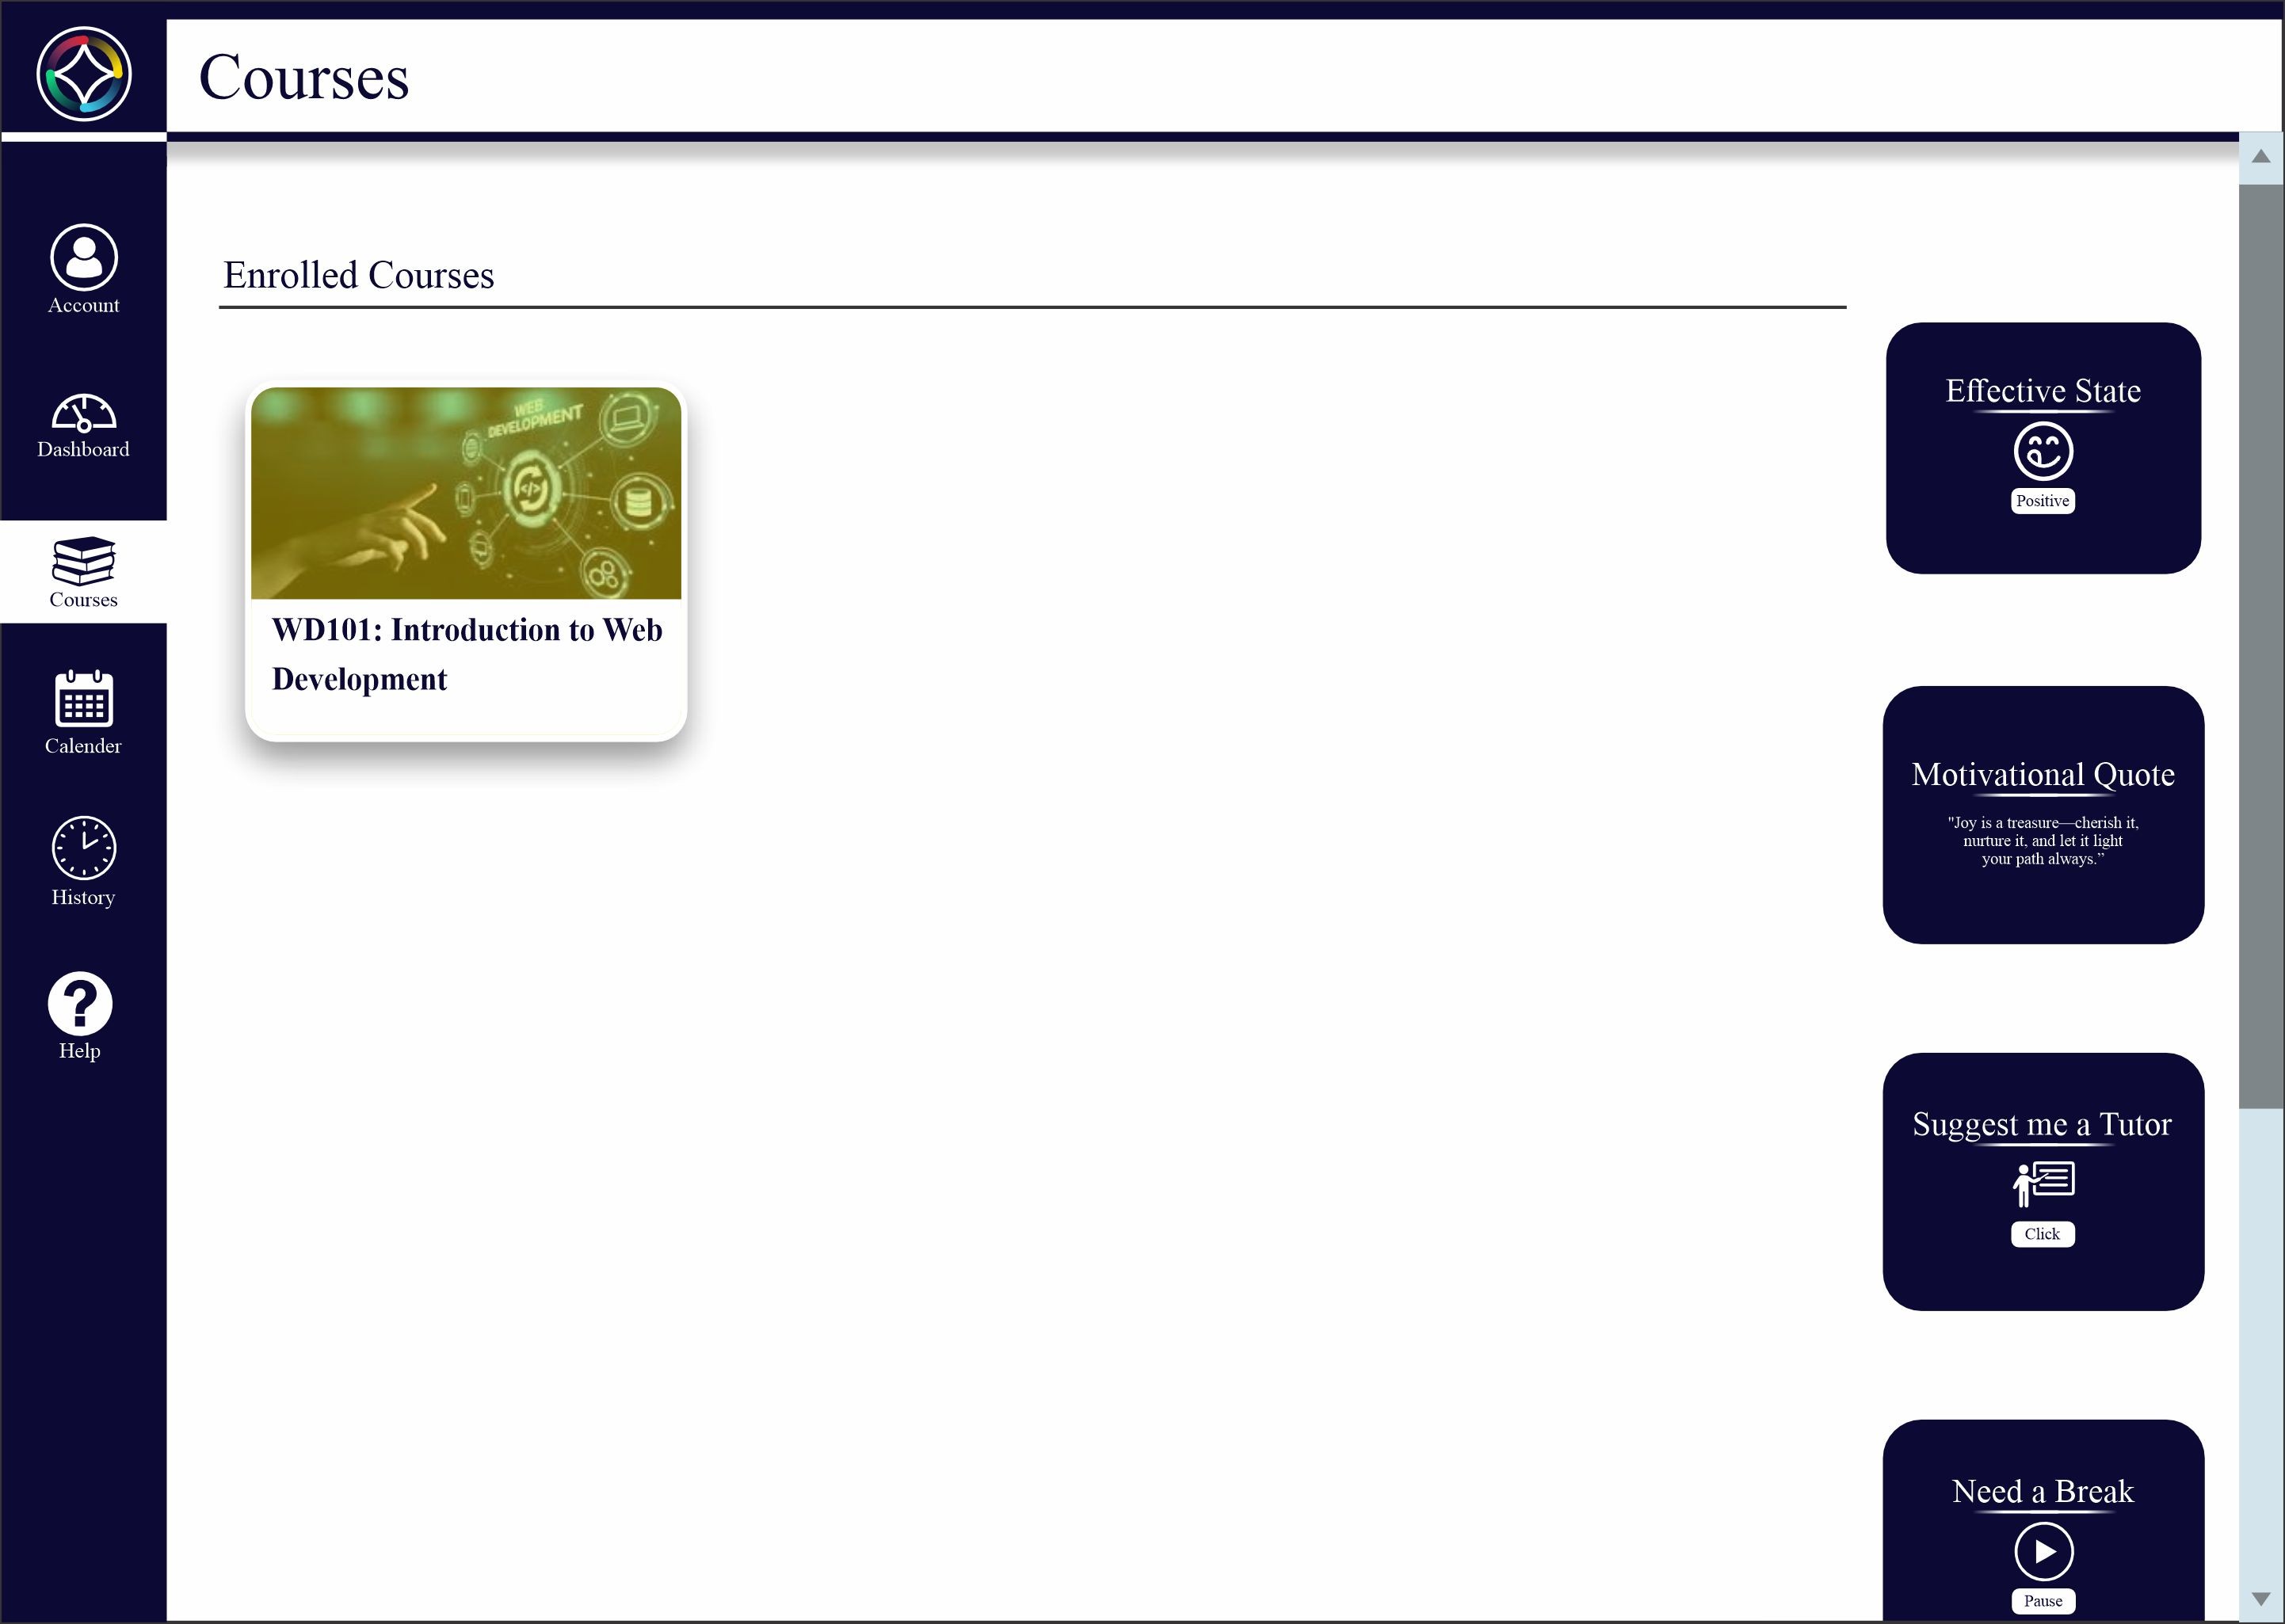 Courses
Account
Dashboard
Courses
Calender
History
Help
Enrolled Courses
WEB
DEVELOPMENT
</>
WD101: Introduction to Web
Development
Effective State
Positive
Motivational Quote
"Joy is a treasure—cherish it,
nurture it, and let it light
your path always.”
Suggest me a Tutor
Click
Need a Break
Pause